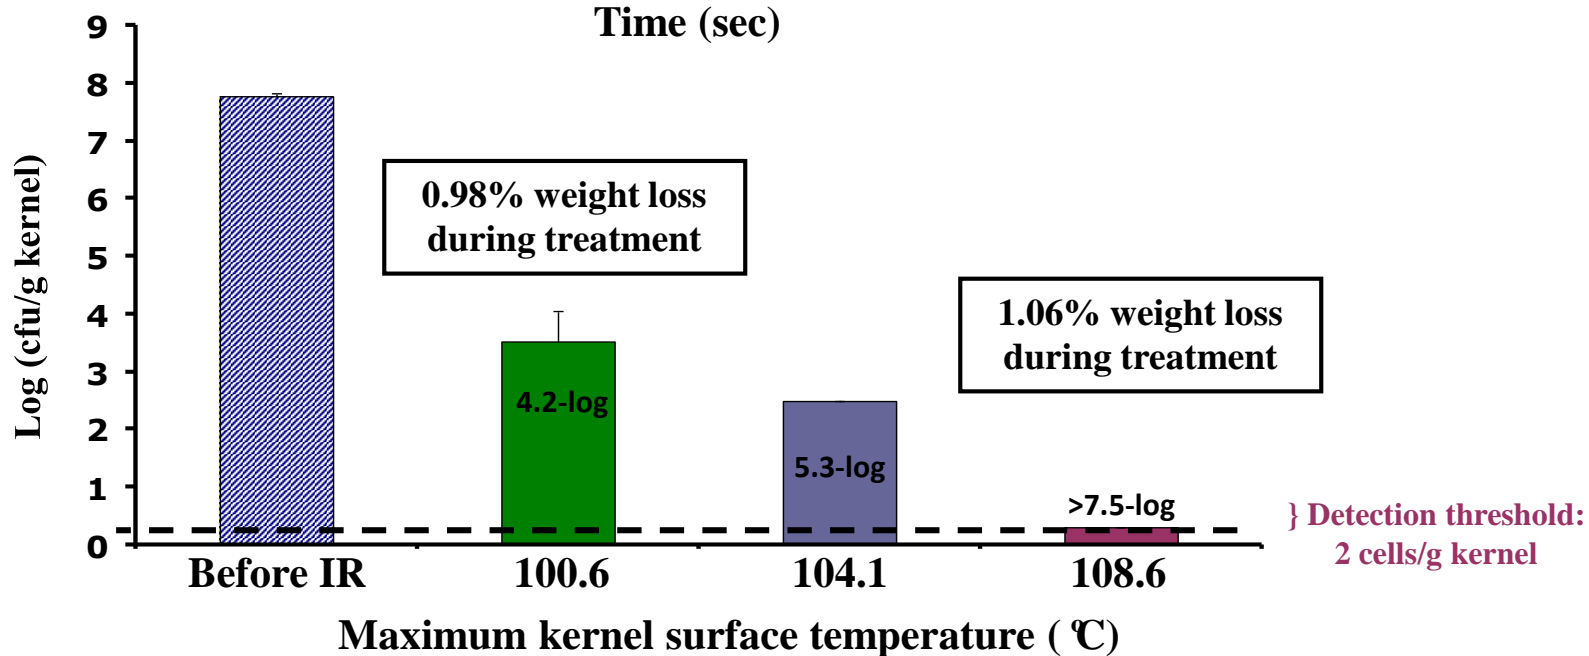 Time (sec)
9
8
7
6
5
4
3
2
1
0
Log (cfu/g kernel)
0.98% weight loss
during treatment
1.06% weight loss
during treatment
4.2-log
5.3-log
>7.5-log
} Detection threshold:
2 cells/g kernel
Before IR 100.6 104.1 108.6
Maximum kernel surface temperature ( ºC)